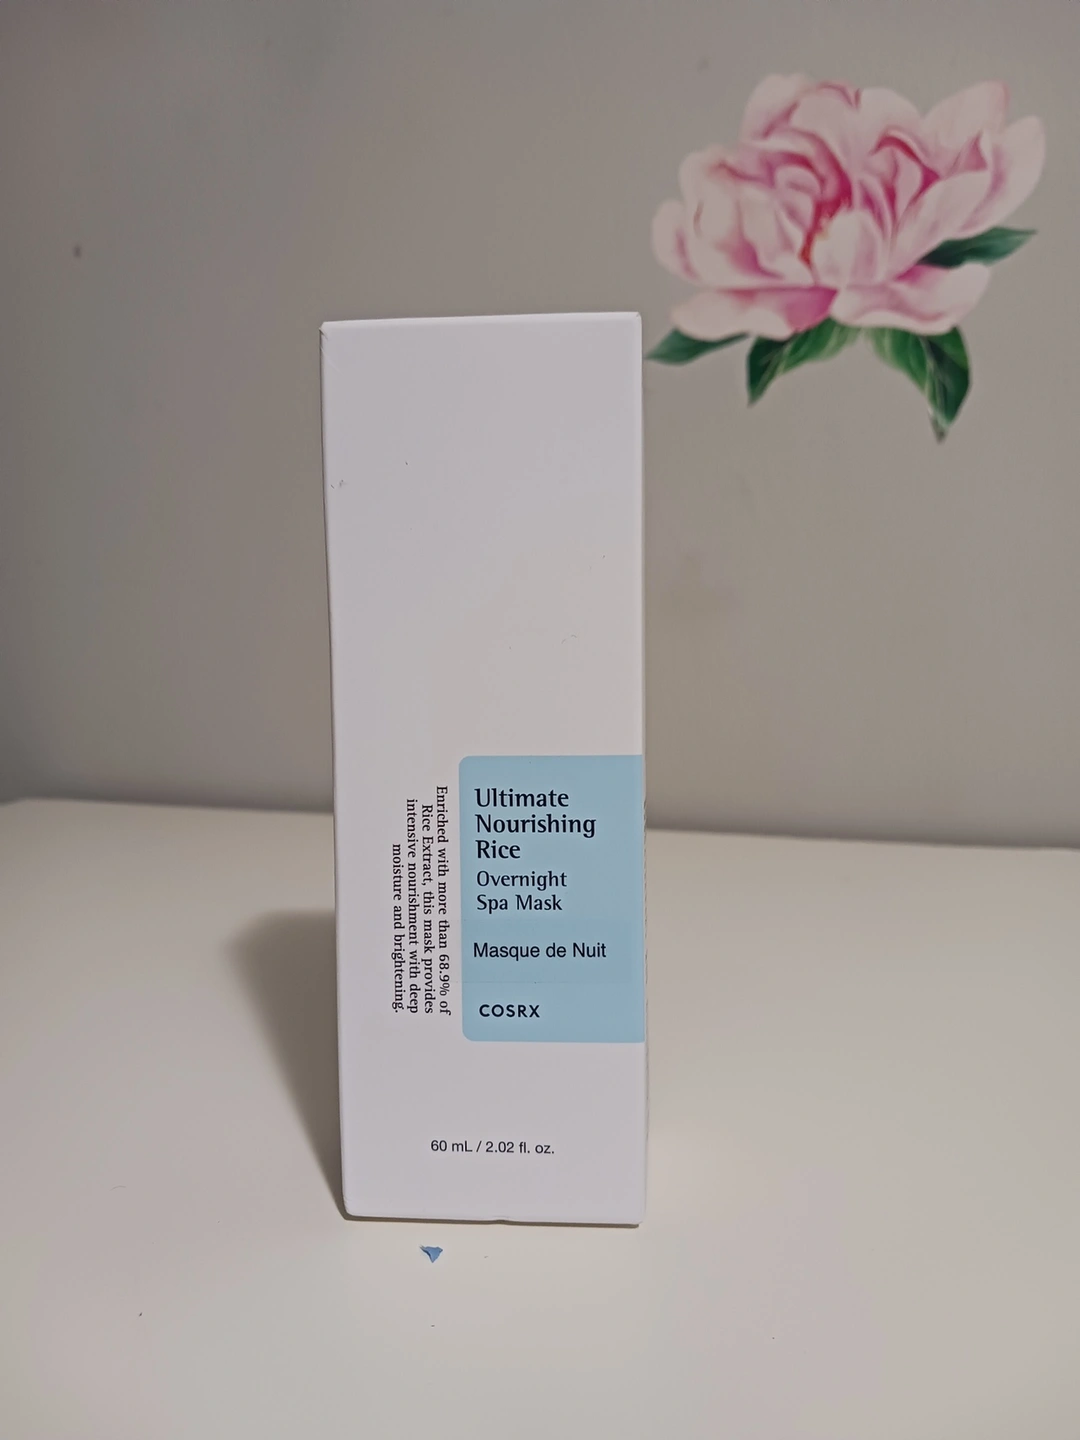 Ultimate
Nourishing
Rice
Overnight
Spa Mask
Masque de Nuit
COSRX
Enriched with more than 68.9% of
Rice Extract, this mask provides
intensive nourishment with deep
moisture and brightening.
60 mL / 2.02 fl. oz.